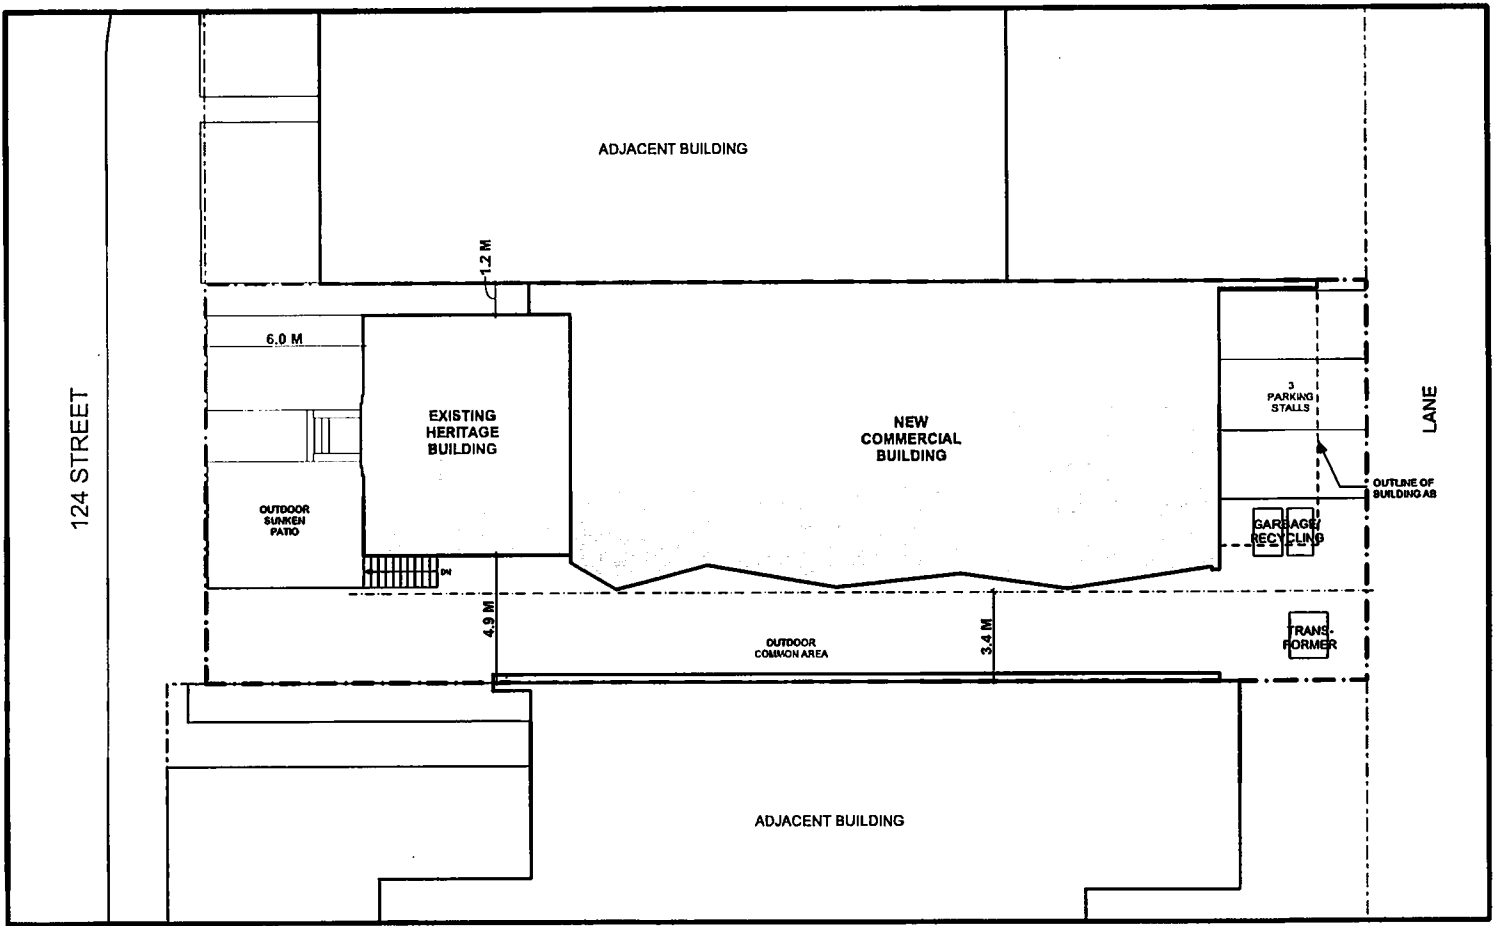 ADJACENT BUILDING
1.2 M
6.0 M
124 STREET
EXISTING
HERITAGE
BUILDING
NEW
COMMERCIAL
BUILDING
3
PARKING
STALLS
LANE
OUTLINE OF
BUILDING AB
OUTDOOR
SUNKEN
PATIO
GARBAGE/
RECYCLING
DN
4.9 M
OUTDOOR
COMMON AREA
3.4 M
TRANS-
FORMER
ADJACENT BUILDING